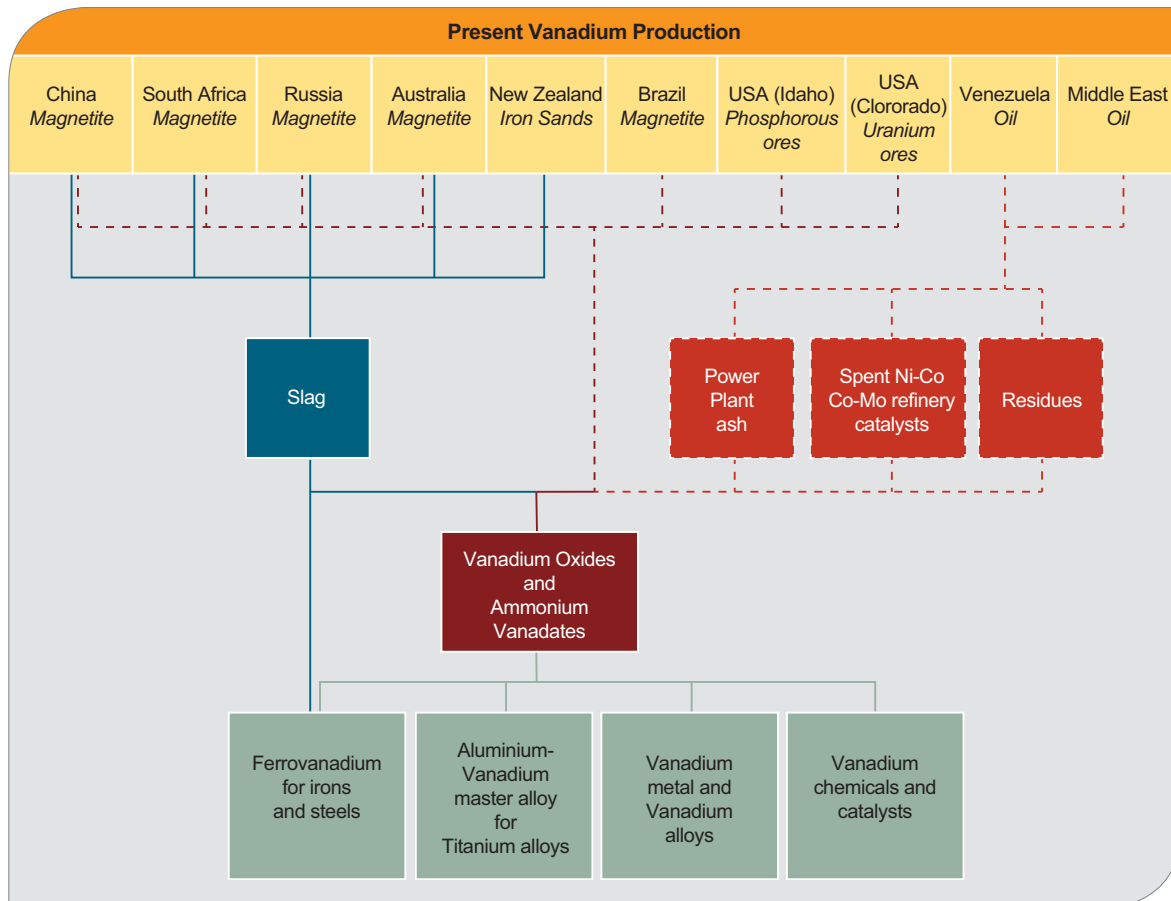 Present Vanadium Production
China
Magnetite
South Africa
Magnetite
Russia
Magnetite
Australia
Magnetite
New Zealand
Iron Sands
Brazil
Magnetite
USA (Idaho)
Phosphorous
ores
USA
(Clororado)
Uranium
ores
Venezuela
Oil
Middle East
Oil
Slag
Power
Plant
ash
Spent Ni-Co
Co-Mo refinery
catalysts
Residues
Vanadium Oxides
and
Ammonium
Vanadates
Ferrovanadium
for irons
and steels
Aluminium-
Vanadium
master alloy
for
Titanium alloys
Vanadium
metal and
Vanadium
alloys
Vanadium
chemicals and
catalysts